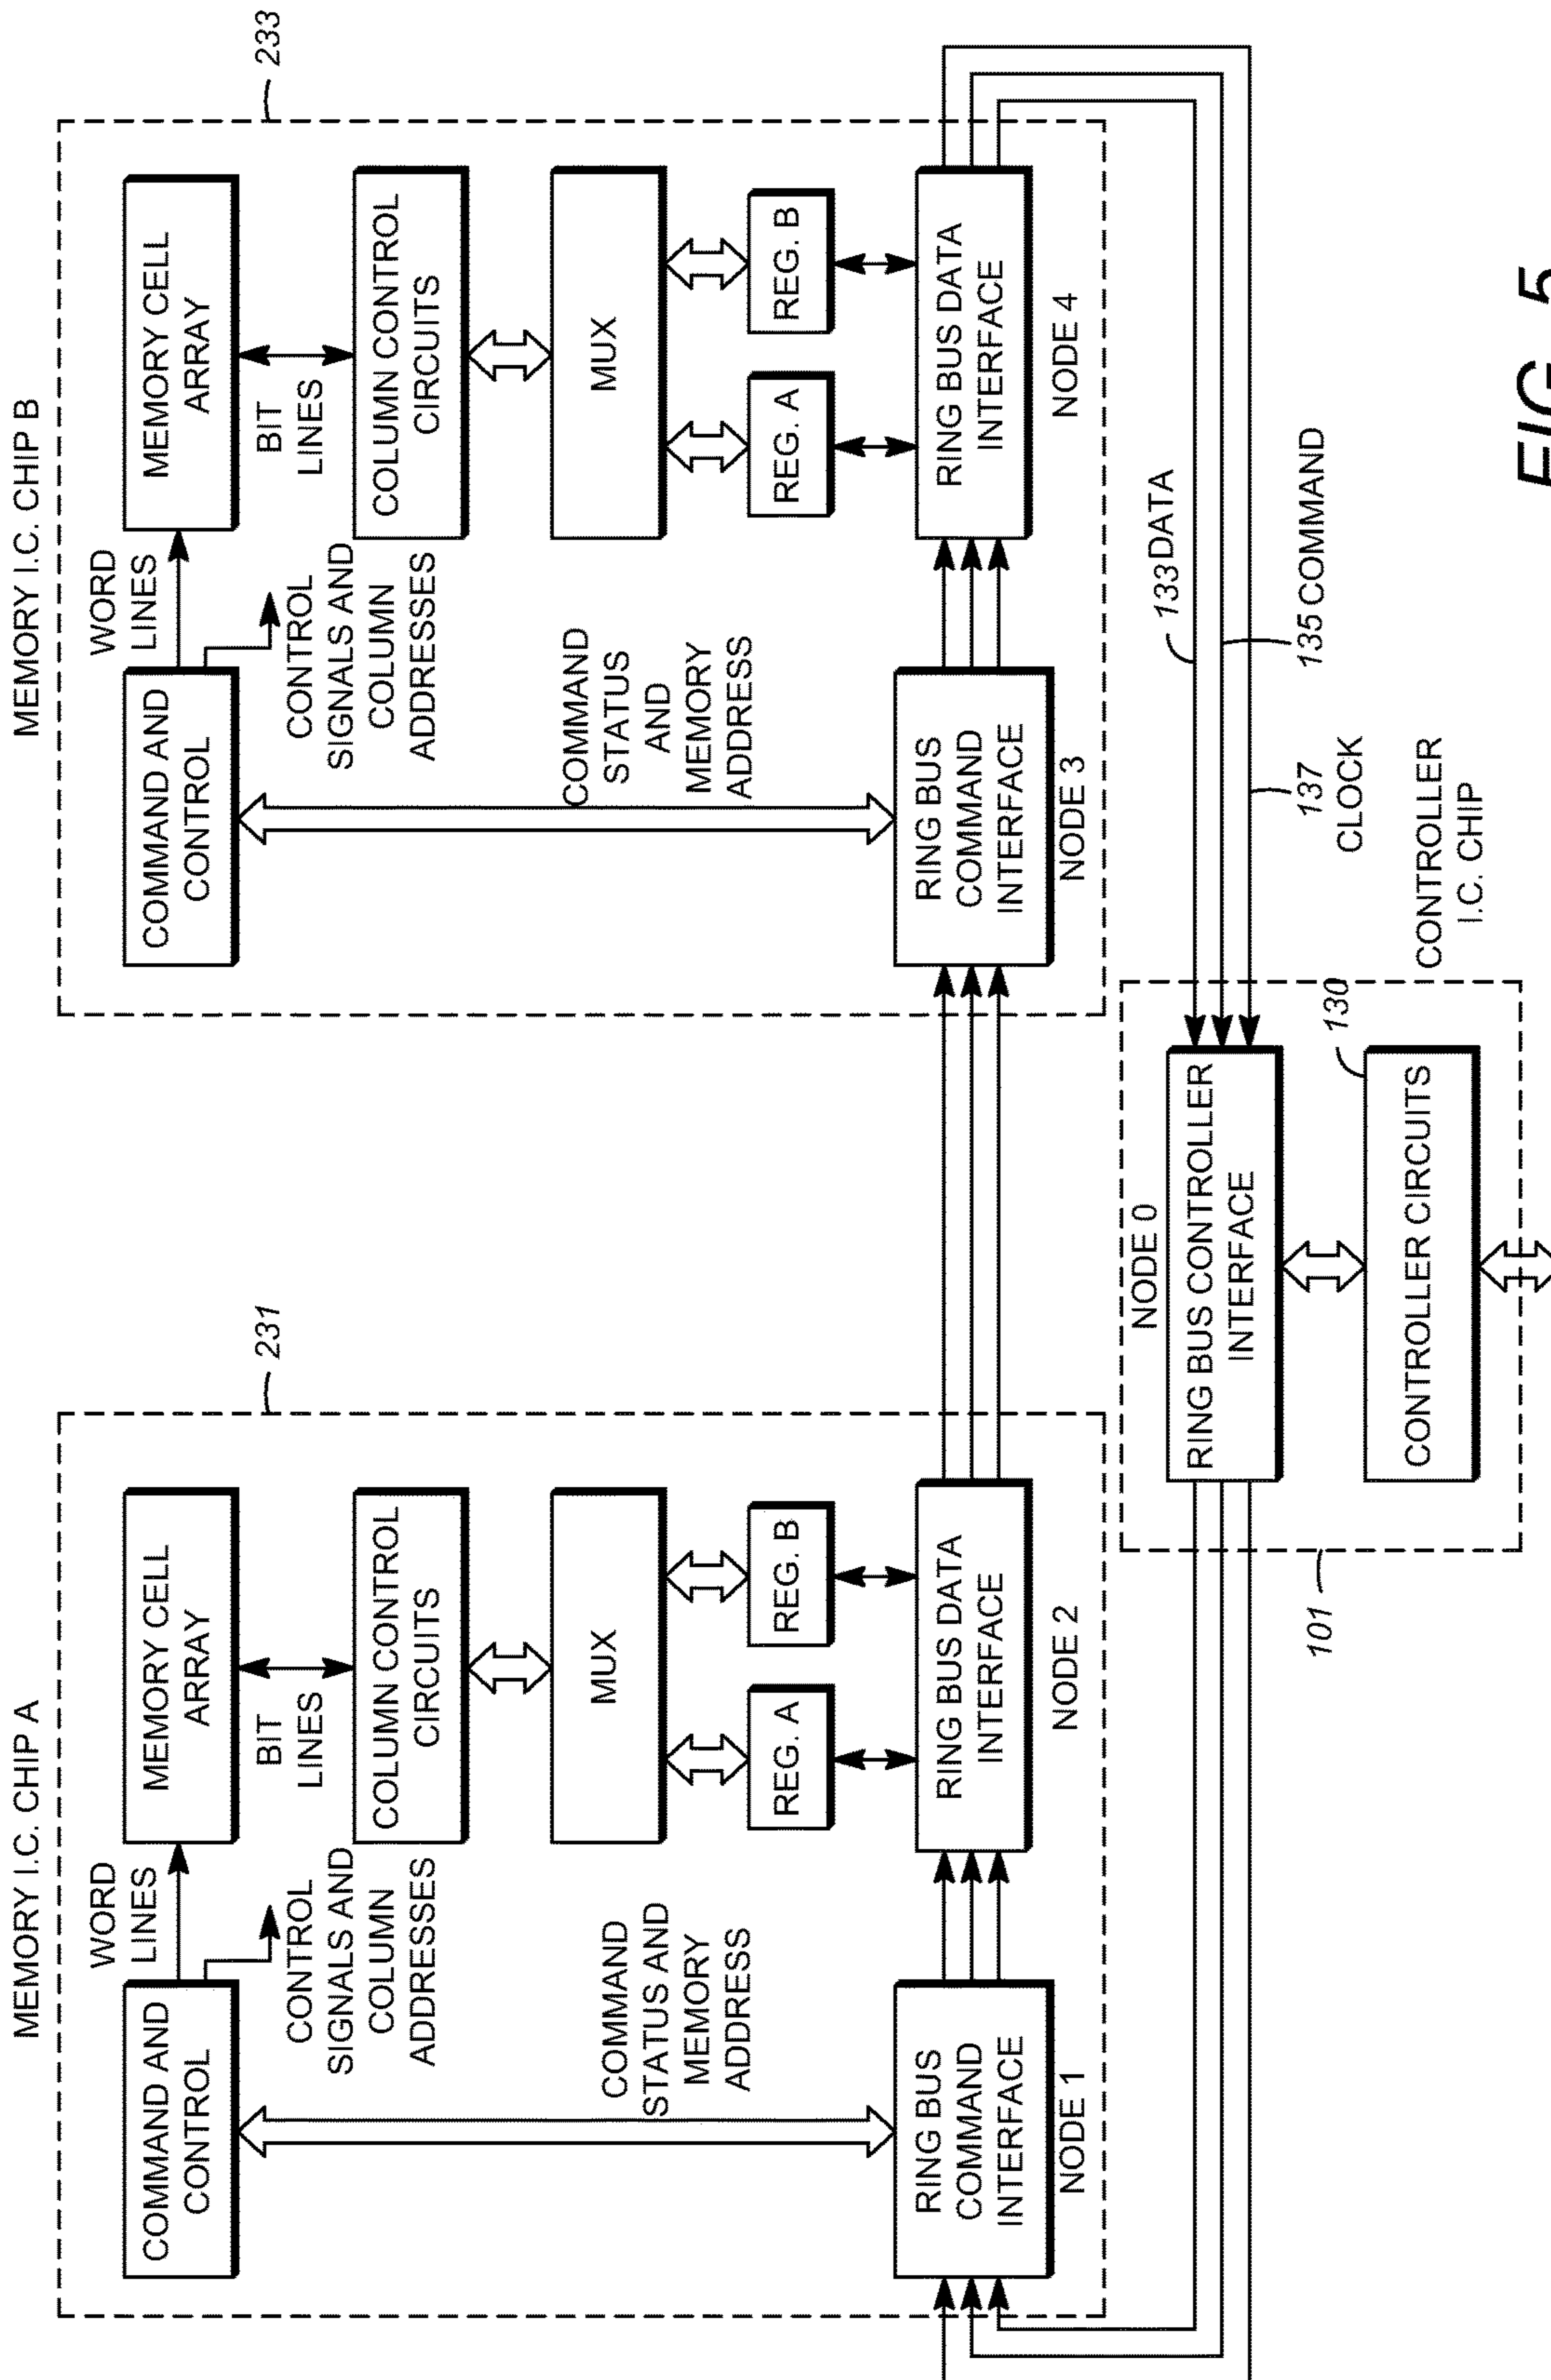 MEMORY I.C. CHIP A
231
COMMAND AND
CONTROL
WORD
LINES
MEMORY CELL
ARRAY
CONTROL
SIGNALS AND
COLUMN
ADDRESSES
BIT
LINES
COLUMN CONTROL
CIRCUITS
COMMAND
STATUS AND
MEMORY
ADDRESS
MUX
REG. A
REG. B
RING BUS
COMMAND
INTERFACE
NODE 1
RING BUS DATA
INTERFACE
NODE 2
MEMORY I.C. CHIP B
233
COMMAND AND
CONTROL
WORD
LINES
MEMORY CELL
ARRAY
CONTROL
SIGNALS AND
COLUMN
ADDRESSES
BIT
LINES
COLUMN CONTROL
CIRCUITS
COMMAND
STATUS
AND
MEMORY
ADDRESS
MUX
REG. A
REG. B
RING BUS
COMMAND
INTERFACE
NODE 3
RING BUS DATA
INTERFACE
NODE 4
101
NODE 0
RING BUS CONTROLLER
INTERFACE
130
CONTROLLER CIRCUITS
CONTROLLER
I.C. CHIP
133 DATA
135 COMMAND
137
CLOCK
FIG. 5